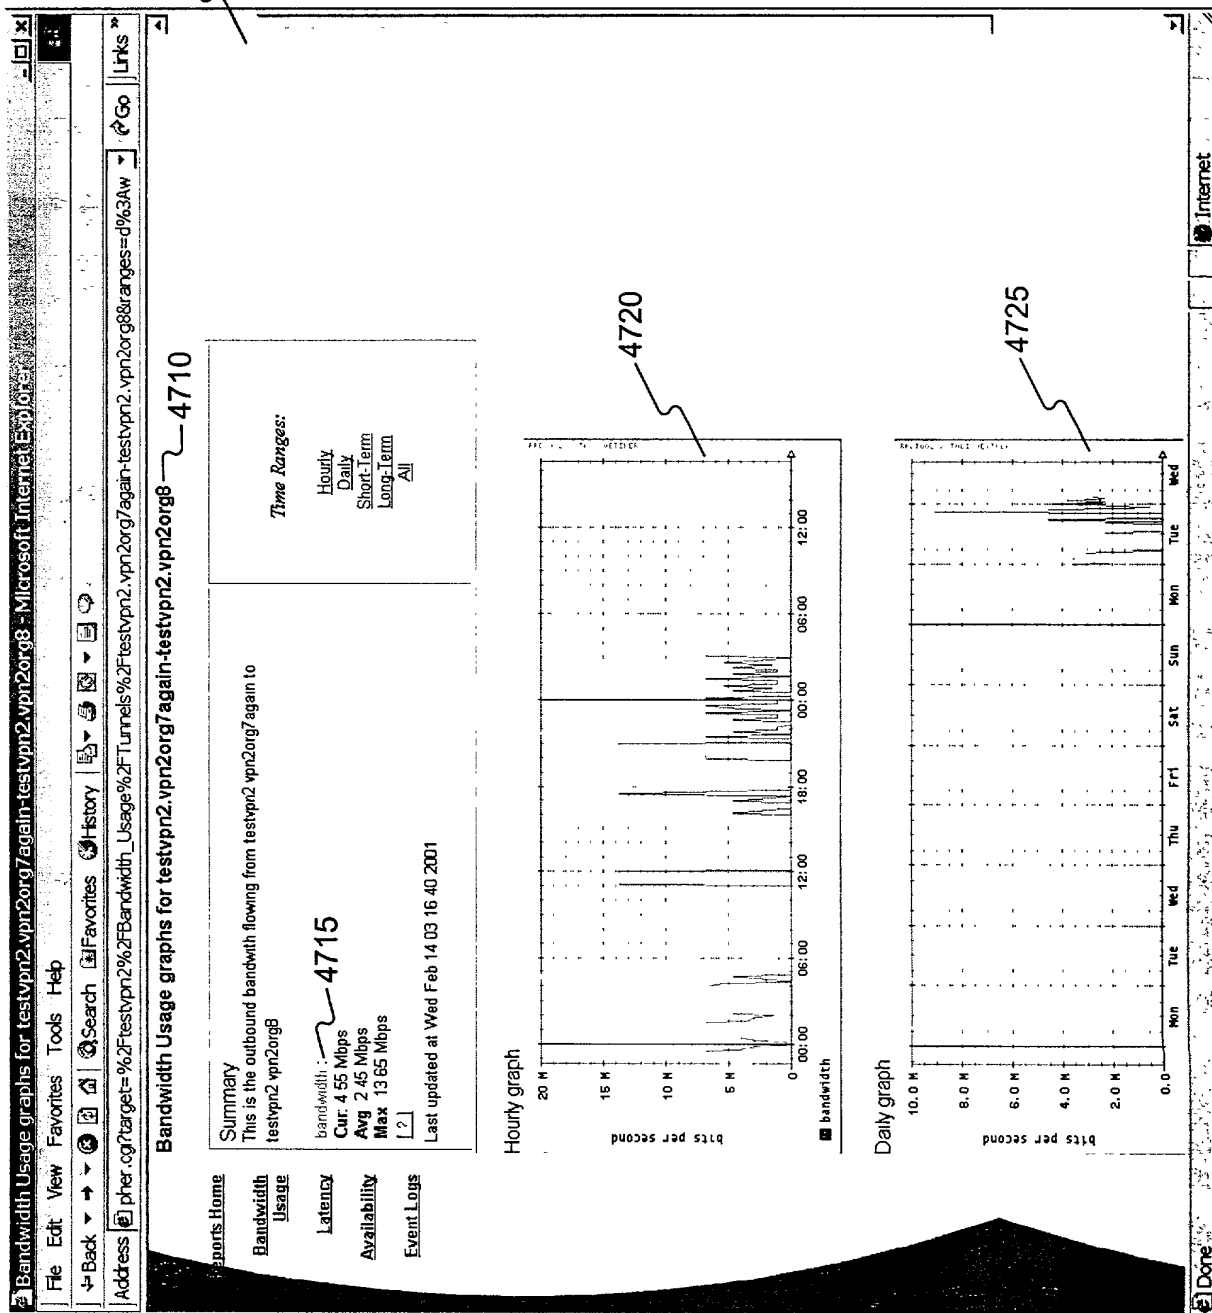 Bandwidth Usage graphs for testvpn2.vpn2org7again-testvpn2.vpn2org8 - Microsoft Internet Explorer
File Edit View Favorites Tools Help
Back Search Favorites History
Address pher.cgi?target=%2Ftestvpn2%2FBandwidth_Usage%2FTunnels%2Ftestvpn2.vpn2org7again-testvpn2.vpn2org8&ranges=d%3Aw Go Links »
Bandwidth Usage graphs for testvpn2.vpn2org7again-testvpn2.vpn2org8 4710
eports Home
Bandwidth
Usage
Latency
Availability
Event Logs
Summary
This is the outbound bandwith flowing from testvpn2 vpn2org7again to
testvpn2 vpn2org8
bandwidth : 4715
Cur: 4 55 Mbps
Avg 2 45 Mbps
Max 13 65 Mbps
[ ? ]
Last updated at Wed Feb 14 03 16 40 2001
Time Ranges:
Hourly
Daily
Short-Term
Long-Term
All
Hourly graph
4720
bits per second
20 M
15 M
10 M
5 M
0
00:00 06:00 12:00 18:00 00:00 06:00 12:00
bandwidth
Daily graph
4725
bits per second
10.0 M
8.0 M
6.0 M
4.0 M
2.0 M
0.0
Mon Tue Wed Thu Fri Sat Sun Mon Tue Wed
Done Internet